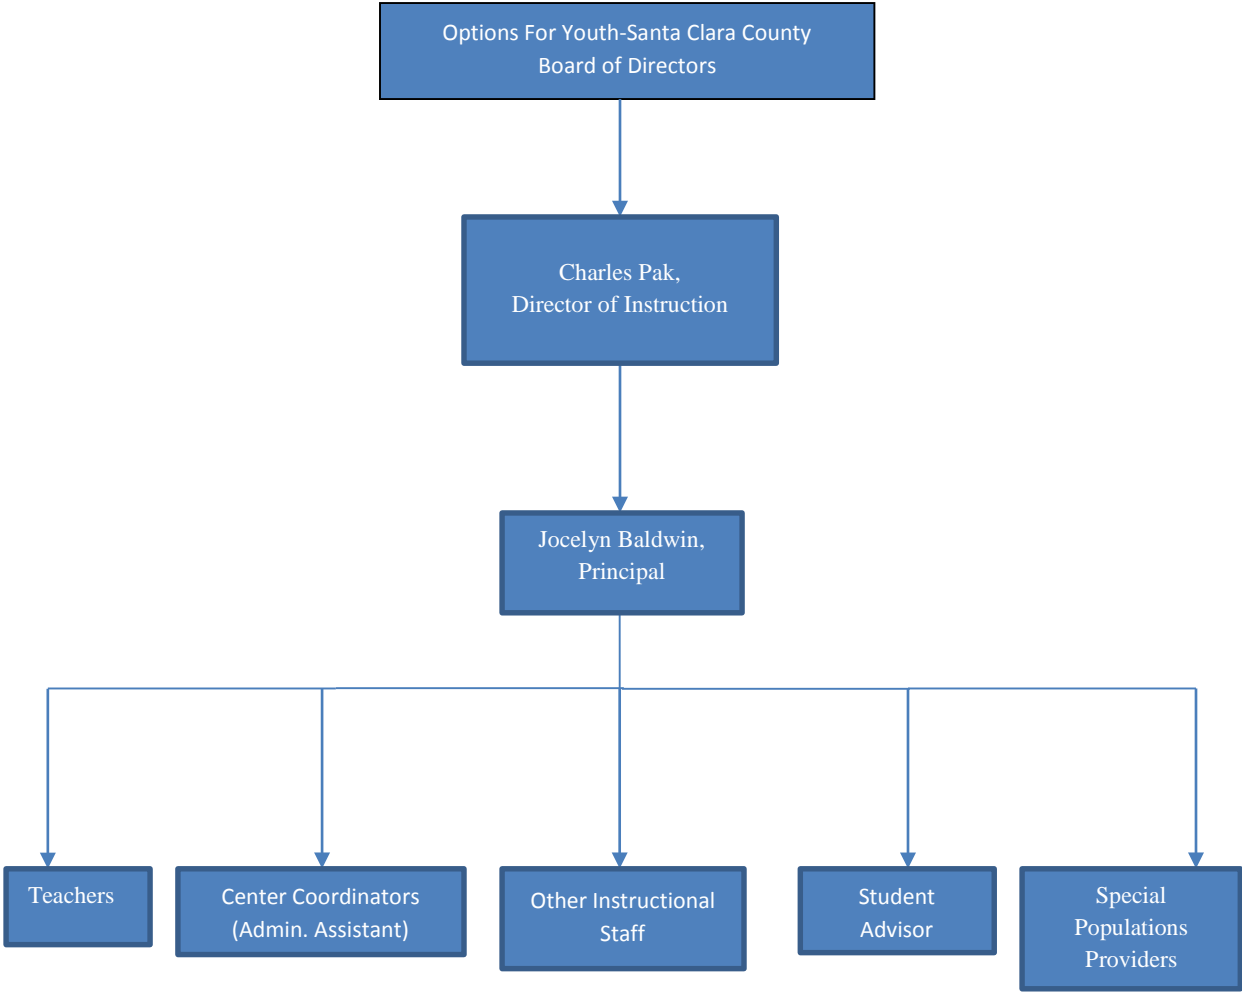 Options For Youth-Santa Clara County
Board of Directors
Charles Pak,
Director of Instruction
Jocelyn Baldwin,
Principal
Teachers
Center Coordinators
(Admin. Assistant)
Other Instructional
Staff
Student
Advisor
Special
Populations
Providers